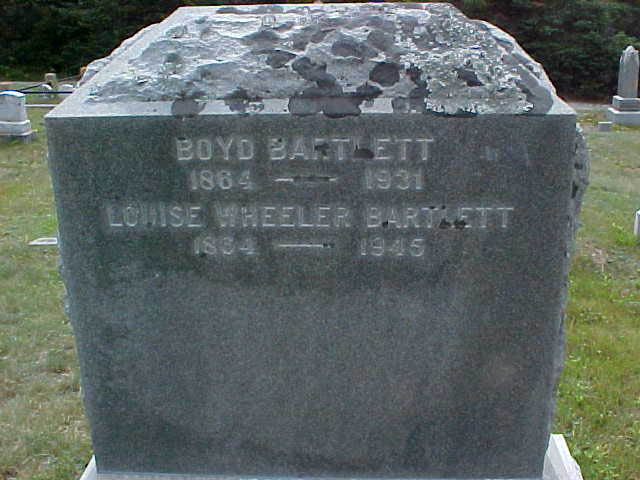 BOYD BARTLETT
1864 — 1931
LOUISE WHEELER BARTLETT
1864 — 1945